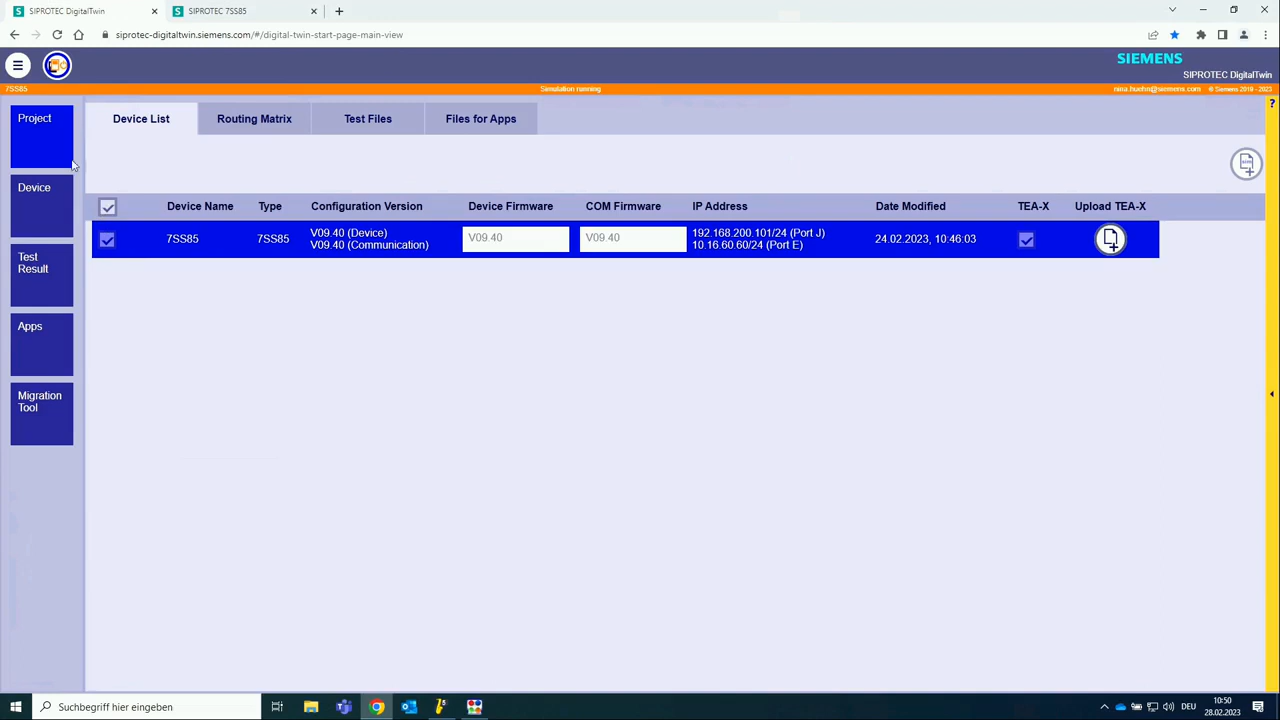 SIPROTEC DigitalTwin
SIPROTEC 7SS85
siprotec-digitaltwin.siemens.com/#/digital-twin-start-page-main-view
SIEMENS
SIPROTEC DigitalTwin
7SS85
Simulation running
nina.huehn@siemens.com
© Siemens 2019 - 2023
Project
Device
Test
Result
Apps
Migration
Tool
Device List
Routing Matrix
Test Files
Files for Apps
?
Device Name
Type
Configuration Version
Device Firmware
COM Firmware
IP Address
Date Modified
TEA-X
Upload TEA-X
7SS85
7SS85
V09.40 (Device)
V09.40 (Communication)
V09.40
V09.40
192.168.200.101/24 (Port J)
10.16.60.60/24 (Port E)
24.02.2023, 10:46:03
Suchbegriff hier eingeben
DEU
10:50
28.02.2023